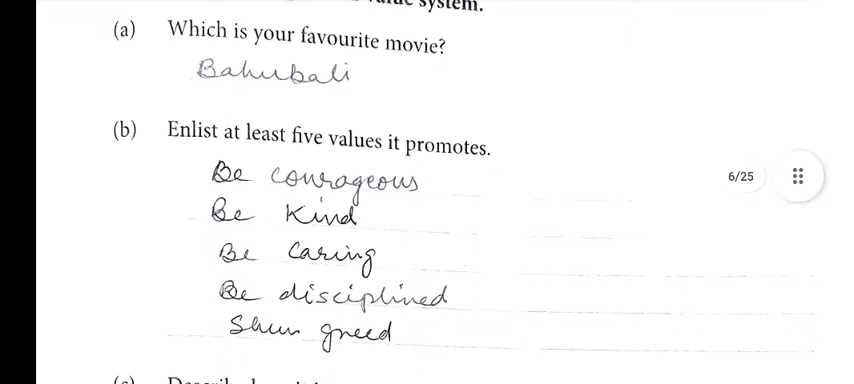 system.
(a) Which is your favourite movie?
Bahubali
(b) Enlist at least five values it promotes.
Be courageous
6/25
Be Kind
Be Caring
Be disciplined
Shun greed